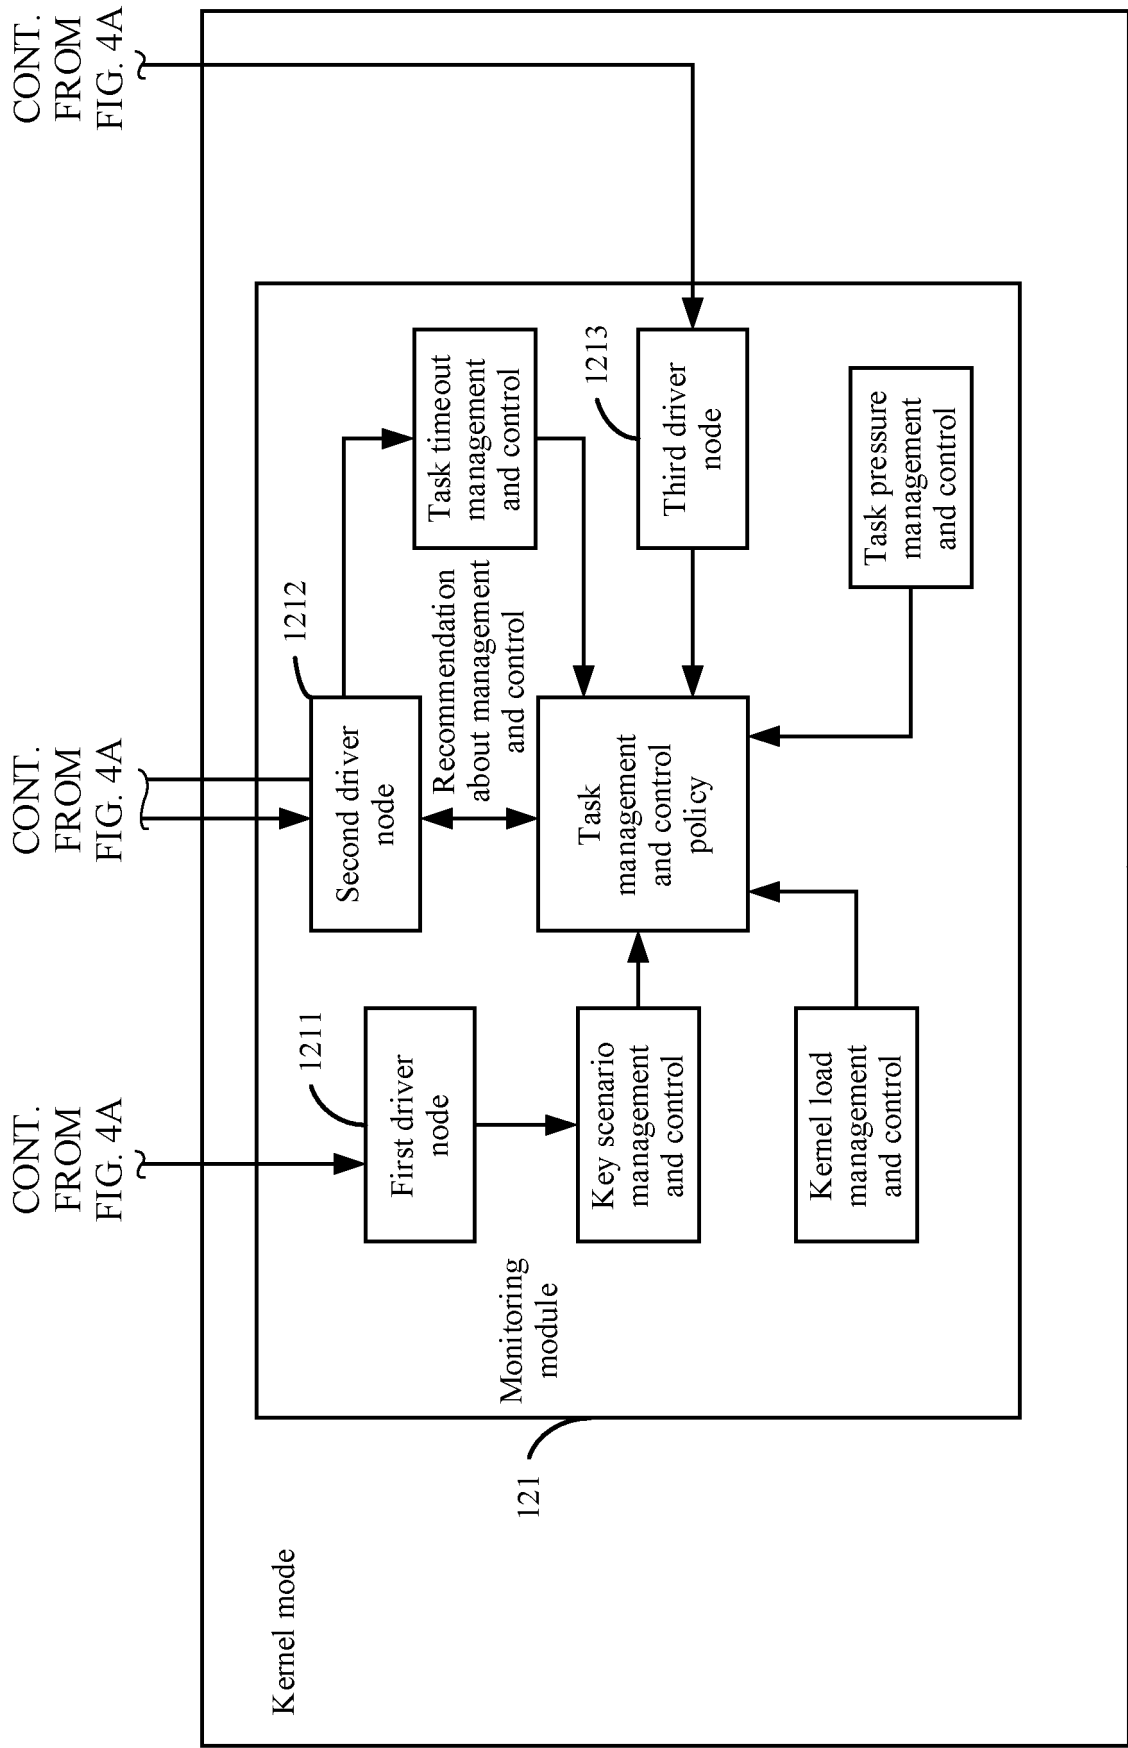 CONT.
FROM
FIG. 4A
CONT.
FROM
FIG. 4A
CONT.
FROM
FIG. 4A
Kernel mode
121
Monitoring
module
1211
First driver
node
1212
Second driver
node
Recommendation
about management
and control
Task timeout
management
and control
Key scenario
management
and control
Task
management
and control
policy
1213
Third driver
node
Kernel load
management
and control
Task pressure
management
and control